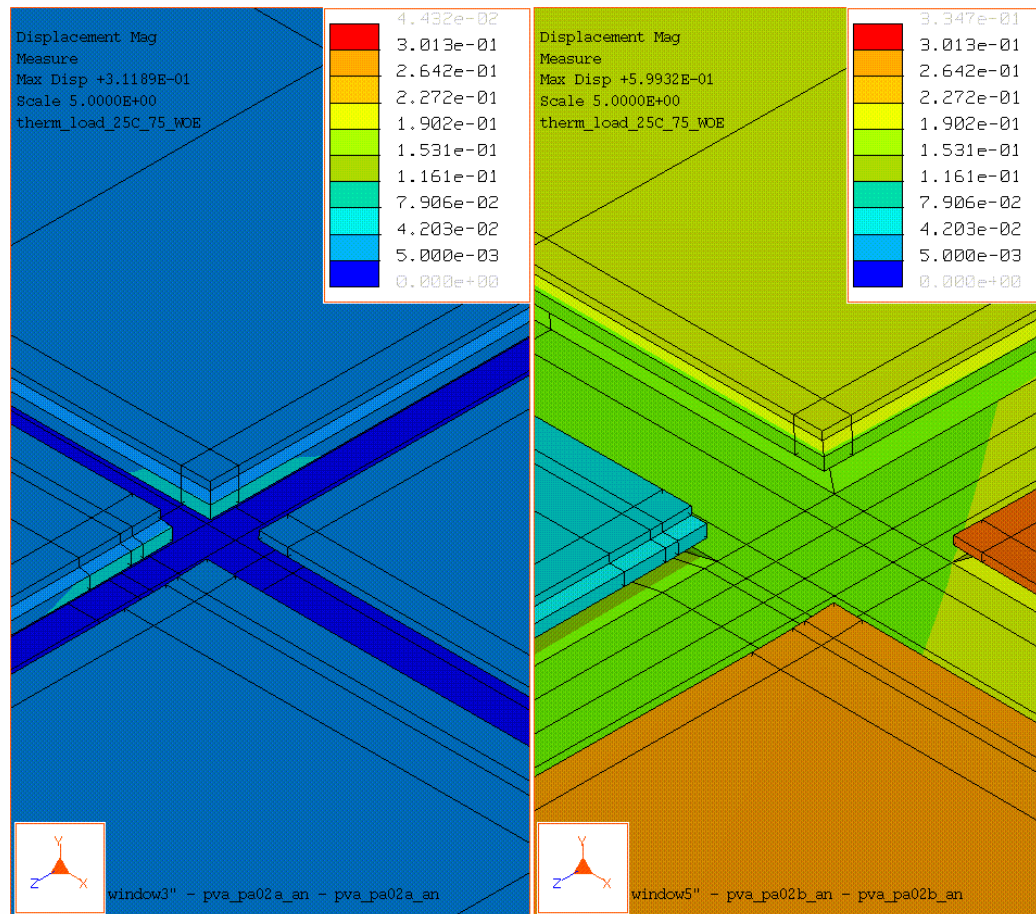 Displacement Mag
Measure
Max Disp +3.1189E-01
Scale 5.0000E+00
therm_load_25C_75_WOE
4.432e-02
3.013e-01
2.642e-01
2.272e-01
1.902e-01
1.531e-01
1.161e-01
7.906e-02
4.203e-02
5.000e-03
0.000e+00
Y
Z
X
window3" - pva_pa02a_an - pva_pa02a_an
Displacement Mag
Measure
Max Disp +5.9932E-01
Scale 5.0000E+00
therm_load_25C_75_WOE
3.347e-01
3.013e-01
2.642e-01
2.272e-01
1.902e-01
1.531e-01
1.161e-01
7.906e-02
4.203e-02
5.000e-03
0.000e+00
Y
Z
X
window5" - pva_pa02b_an - pva_pa02b_an